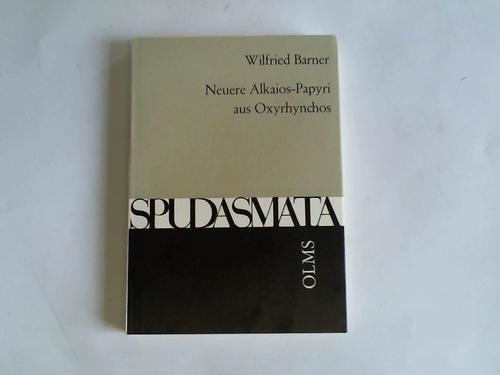 Wilfried Barner
Neuere Alkaios-Papyri
aus Oxyrhynchos
SPUDASMATA
OLMS